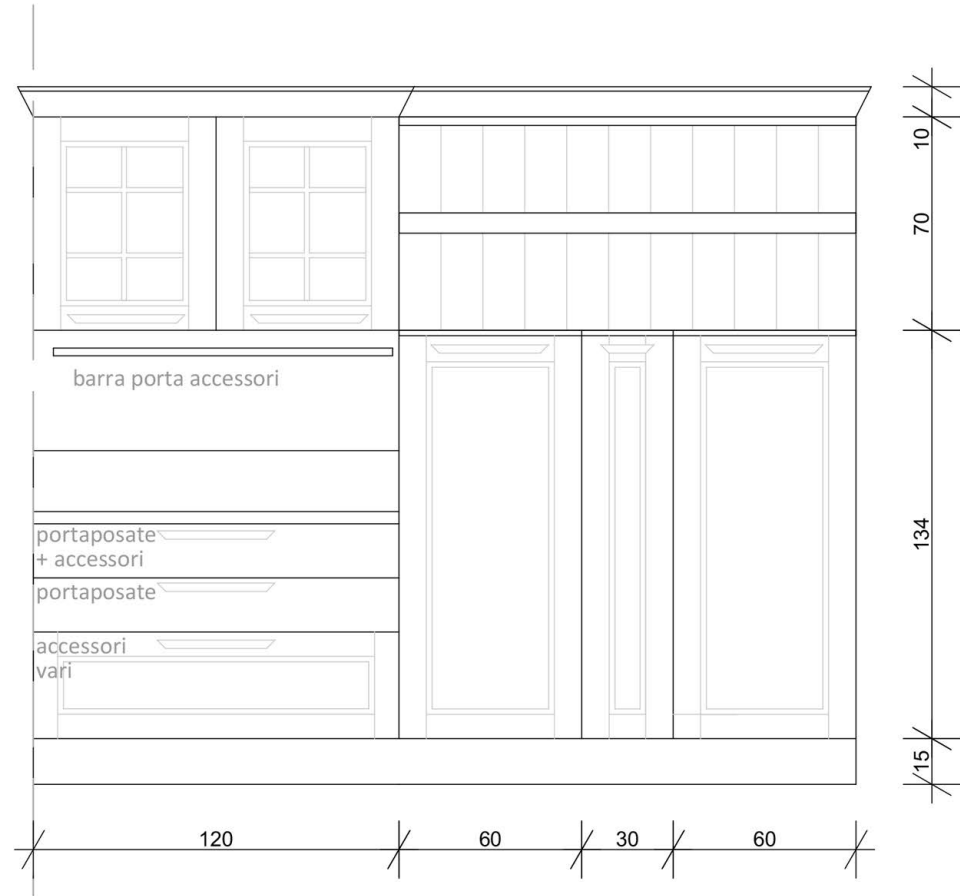 10
70
barra porta accessori
134
portaposate
+ accessori
portaposate
accessori
vari
15
120
60
30
60